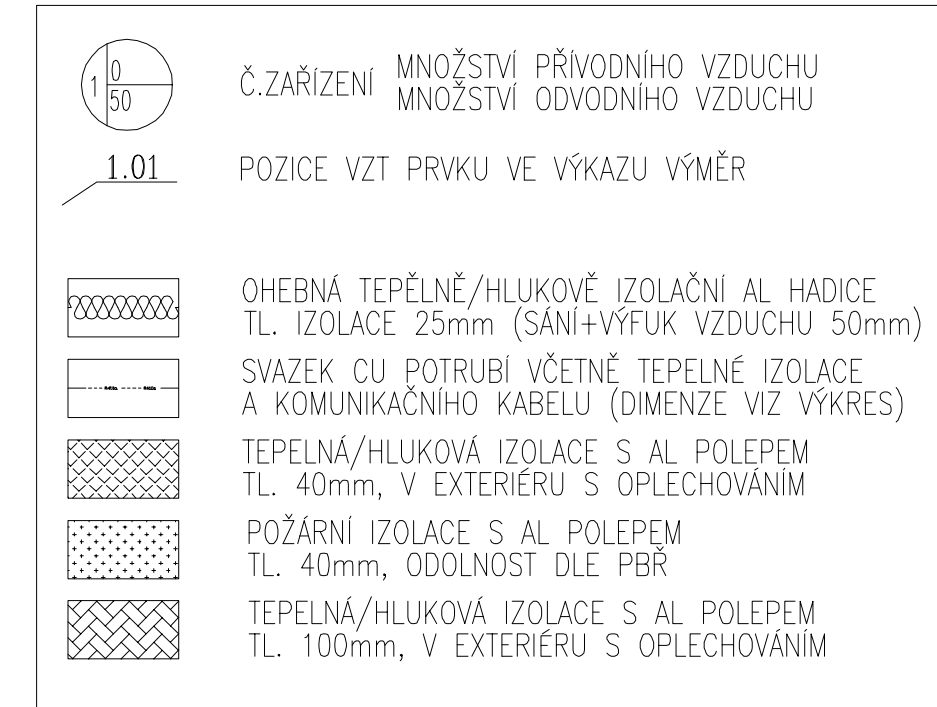 1 0
50
Č.ZAŘÍZENÍ
MNOŽSTVÍ PŘÍVODNÍHO VZDUCHU
MNOŽSTVÍ ODVODNÍHO VZDUCHU
1.01
POZICE VZT PRVKU VE VÝKAZU VÝMĚR
OHEBNÁ TEPĚLNĚ/HLUKOVĚ IZOLAČNÍ AL HADICE
TL. IZOLACE 25mm (SÁNÍ+VÝFUK VZDUCHU 50mm)
SVAZEK CU POTRUBÍ VČETNĚ TEPELNÉ IZOLACE
A KOMUNIKAČNÍHO KABELU (DIMENZE VIZ VÝKRES)
TEPELNÁ/HLUKOVÁ IZOLACE S AL POLEPEM
TL. 40mm, V EXTERIÉRU S OPLECHOVÁNÍM
POŽÁRNÍ IZOLACE S AL POLEPEM
TL. 40mm, ODOLNOST DLE PBŘ
TEPELNÁ/HLUKOVÁ IZOLACE S AL POLEPEM
TL. 100mm, V EXTERIÉRU S OPLECHOVÁNÍM